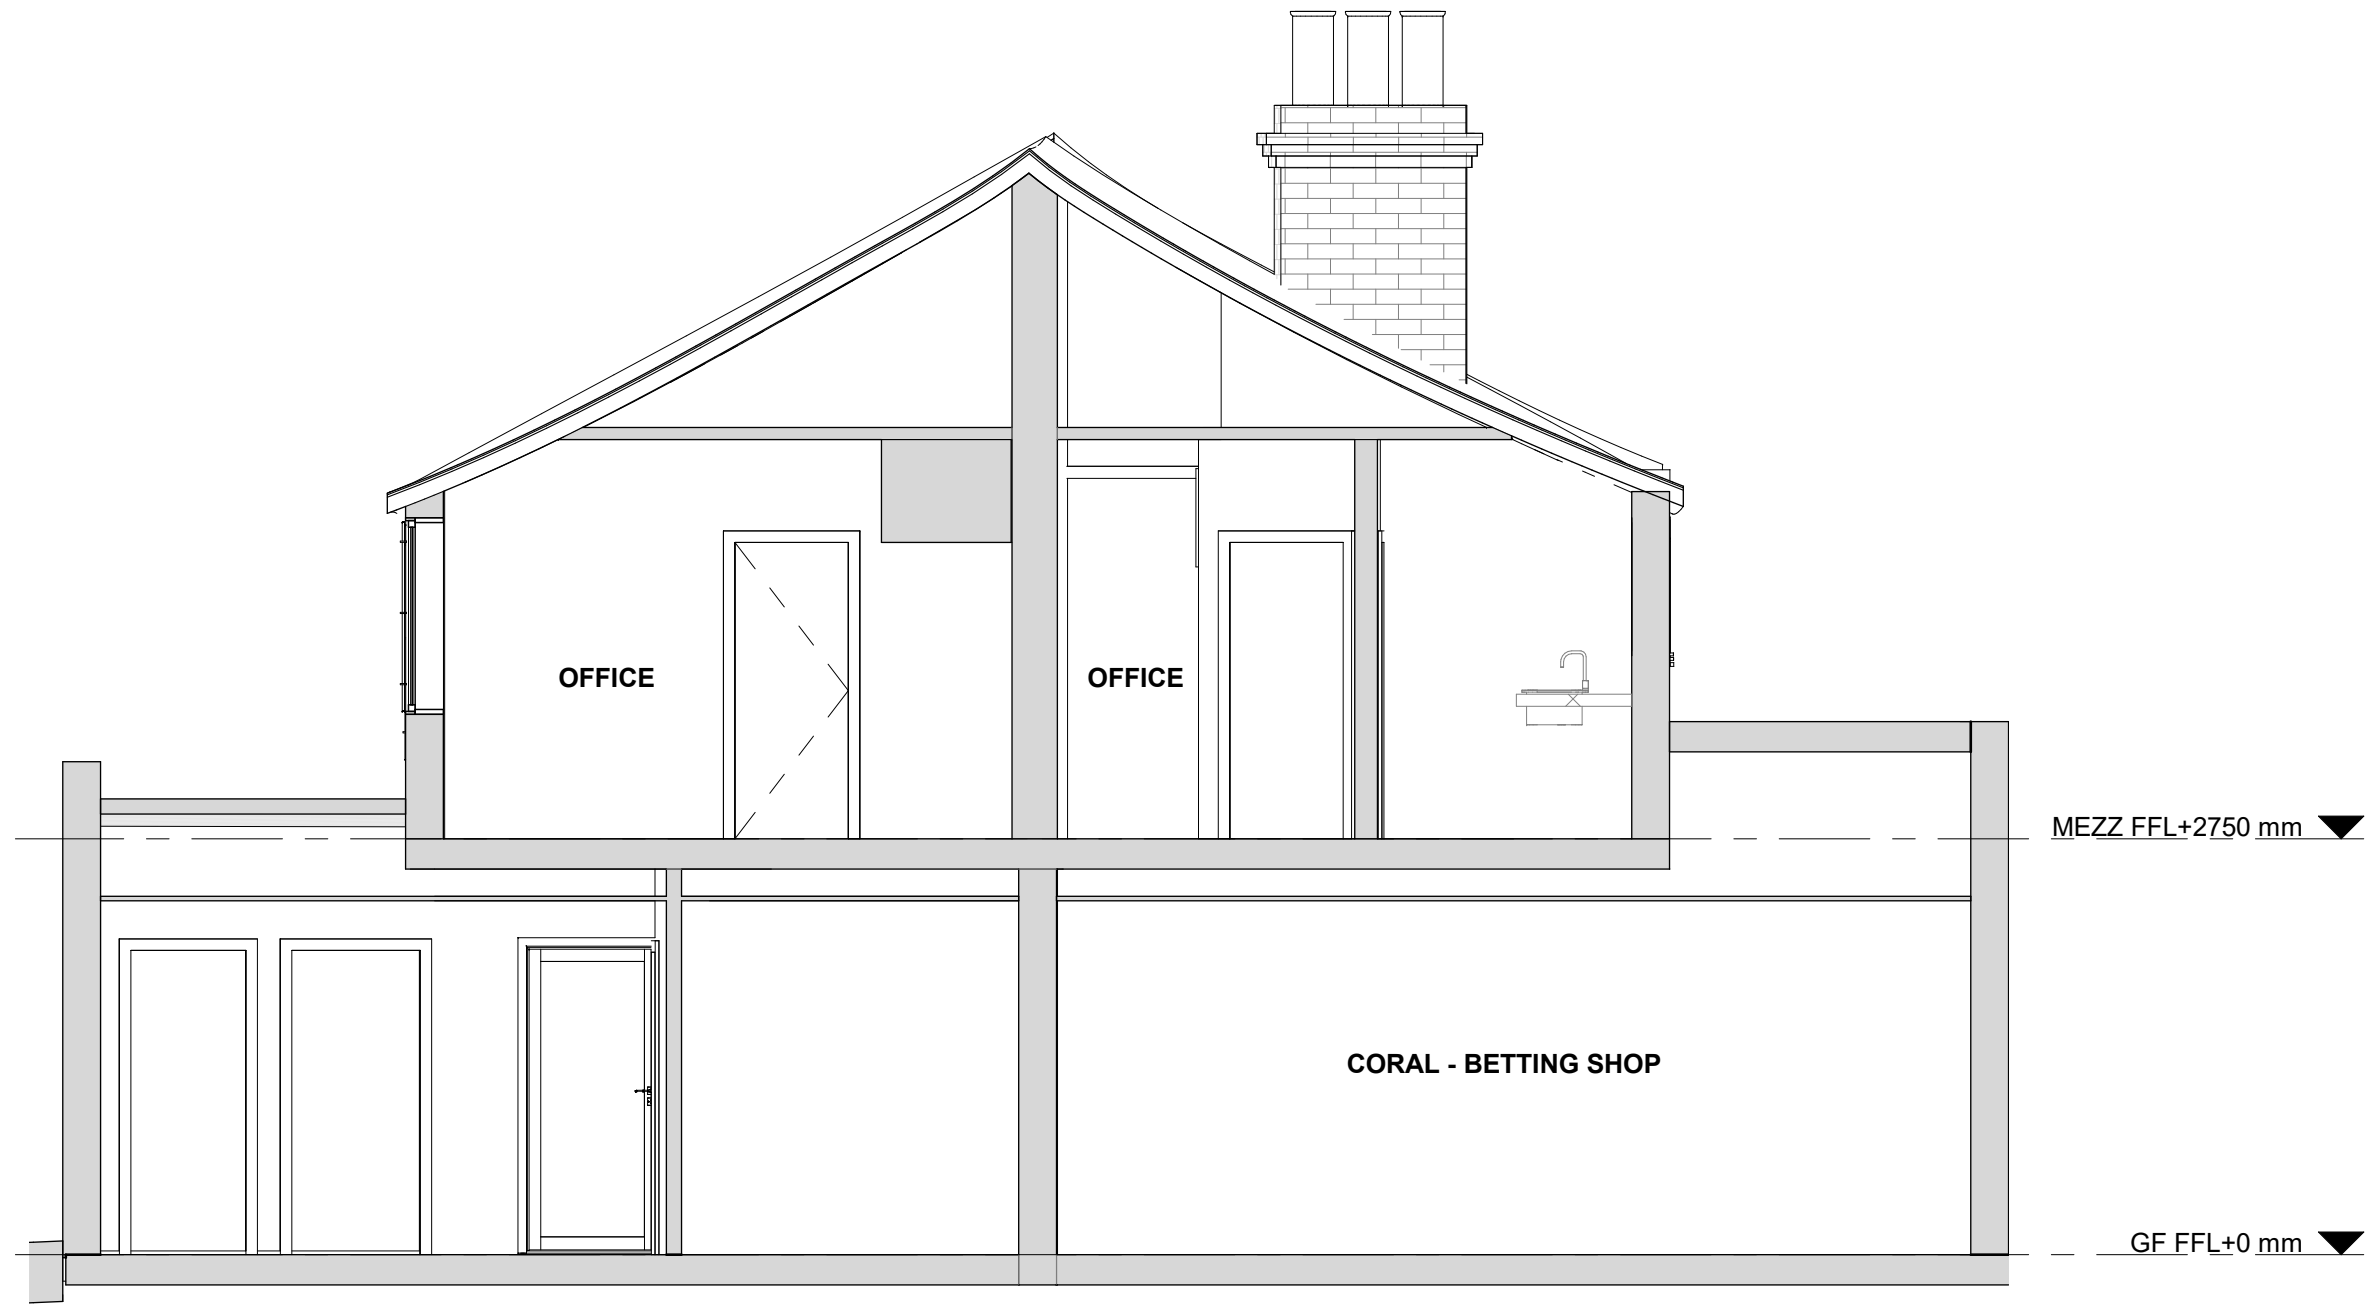 OFFICE
OFFICE
MEZZ FFL+2750 mm
CORAL - BETTING SHOP
GF FFL+0 mm